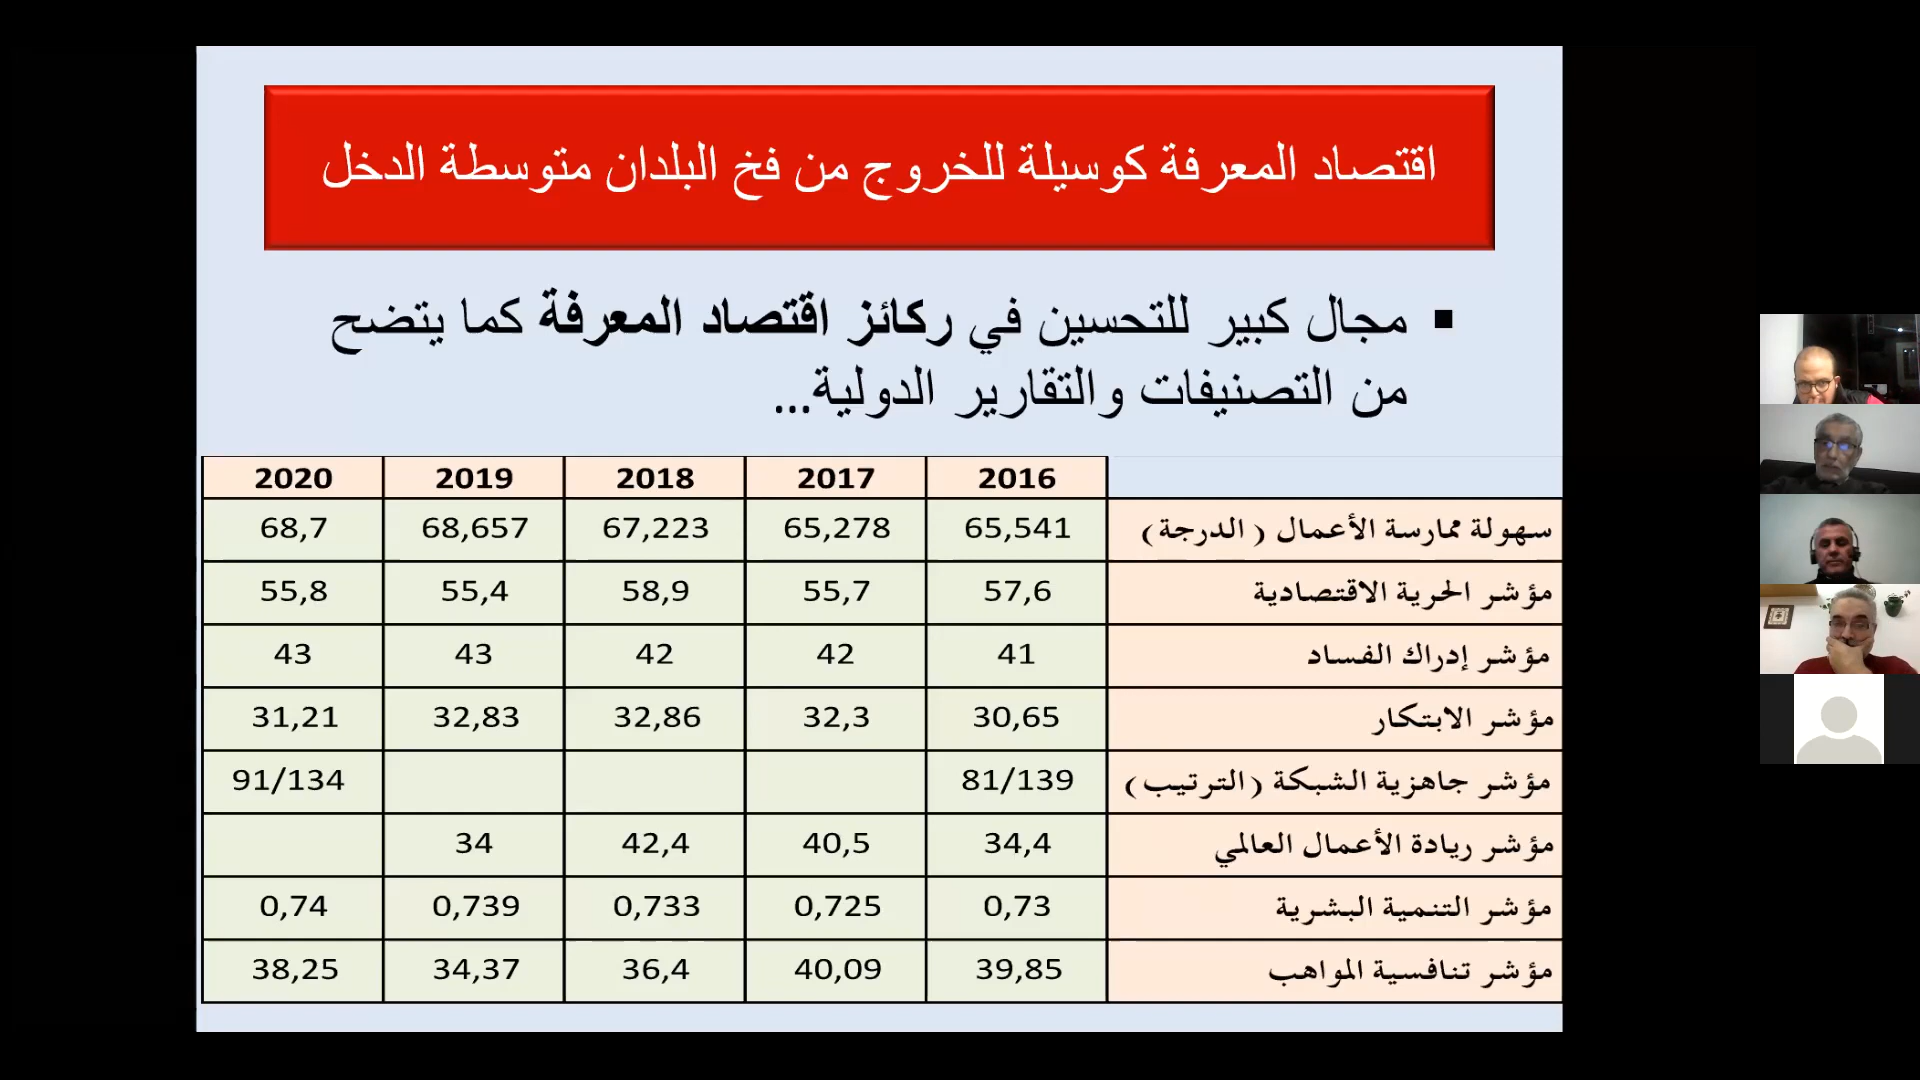 اقتصاد المعرفة كوسيلة للخروج من فخ البلدان متوسطة الدخل
▪ مجال كبير للتحسين في ركائز اقتصاد المعرفة كما يتضح
من التصنيفات والتقارير الدولية...
2016 2017 2018 2019 2020
سهولة ممارسة الأعمال (الدرجة) 65,541 65,278 67,223 68,657 68,7
مؤشر الحرية الاقتصادية 57,6 55,7 58,9 55,4 55,8
مؤشر إدراك الفساد 41 42 42 43 43
مؤشر الابتكار 30,65 32,3 32,86 32,83 31,21
مؤشر جاهزية الشبكة (الترتيب) 81/139 91/134
مؤشر ريادة الأعمال العالمي 34,4 40,5 42,4 34
مؤشر التنمية البشرية 0,73 0,725 0,733 0,739 0,74
مؤشر تنافسية المواهب 39,85 40,09 36,4 34,37 38,25